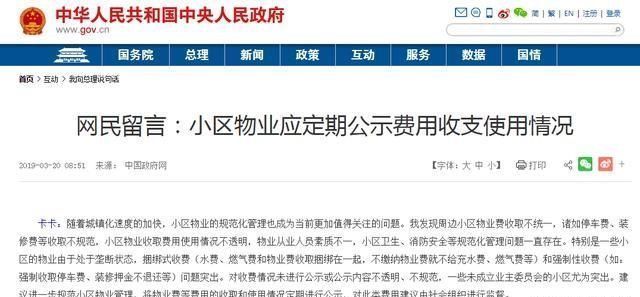 中华人民共和国中央人民政府
www.gov.cn
简 | 繁 | EN | 注册 | 登录
国务院 总理 新闻 政策 互动 服务 数据 国情
首页 > 互动 > 我向总理说句话
网民留言：小区物业应定期公示费用收支使用情况
2019-03-20 08:51 来源： 中国政府网 【字体：大 中 小】 打印
卡卡：随着城镇化速度的加快，小区物业的规范化管理也成为当前更加值得关注的问题。我发现周边小区物业费收取不统一，诸如停车费、装
修费等收取不规范，小区物业收取费用使用情况不透明，物业从业人员素质不一，小区卫生、消防安全等规范化管理问题一直存在。特别是一些小
区的物业由于处于垄断状态，捆绑式收费（水费、燃气费和物业费收取捆绑在一起，不缴纳物业费就不给充水费、燃气费等）和强制性收费（如：
强制收取停车费、装修押金不退还等）问题突出。对收费情况未进行公示或公示内容不透明、不规范，一些未成立业主委员会的小区尤为突出。建
议进一步规范小区物业管理，将物业费等费用的收取和使用情况定期进行公示，对此类费用建议由社会组织进行监督。